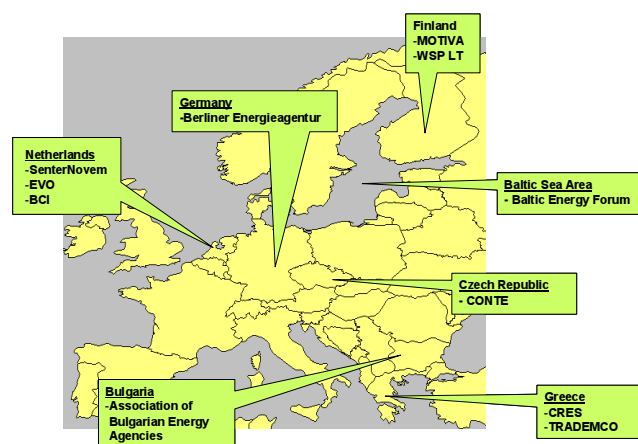 Finland
-MOTIVA
-WSP LT
Germany
-Berliner Energieagentur
Netherlands
-SenterNovem
-EVO
-BCI
Baltic Sea Area
- Baltic Energy Forum
Czech Republic
- CONTE
Bulgaria
-Association of
Bulgarian Energy
Agencies
Greece
-CRES
-TRADEMCO